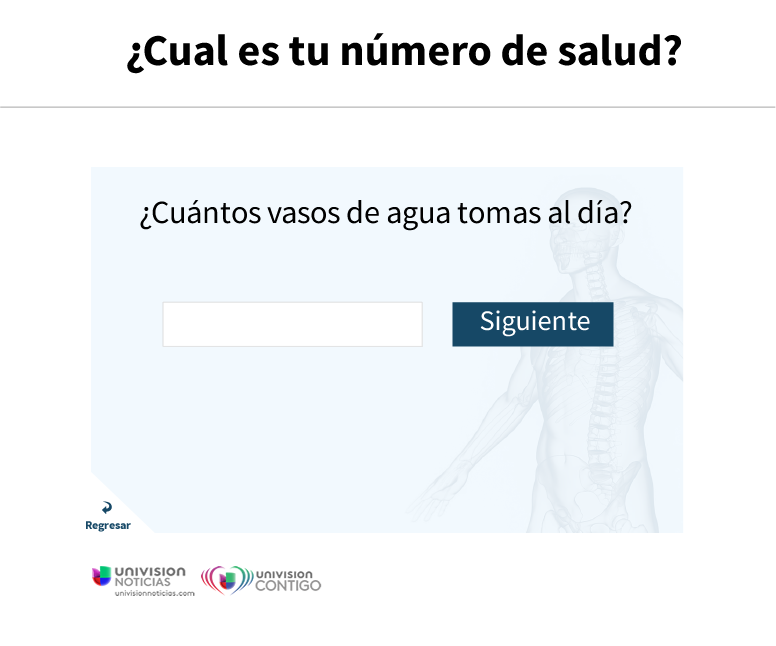 ¿Cual es tu número de salud?
¿Cuántos vasos de agua tomas al día?
Siguiente
Regresar
UNIVISION
NOTICIAS
univisionnoticias.com
UNIVISION
CONTIGO